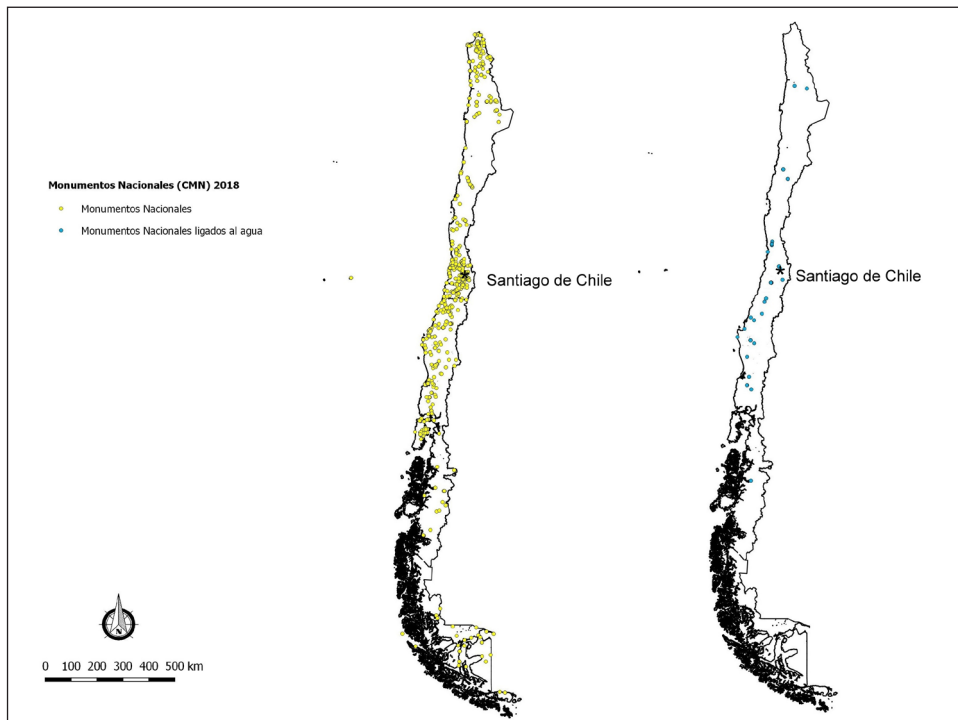 Monumentos Nacionales (CMN) 2018
Monumentos Nacionales
Monumentos Nacionales ligados al agua
Santiago de Chile
Santiago de Chile
N
0 100 200 300 400 500 km